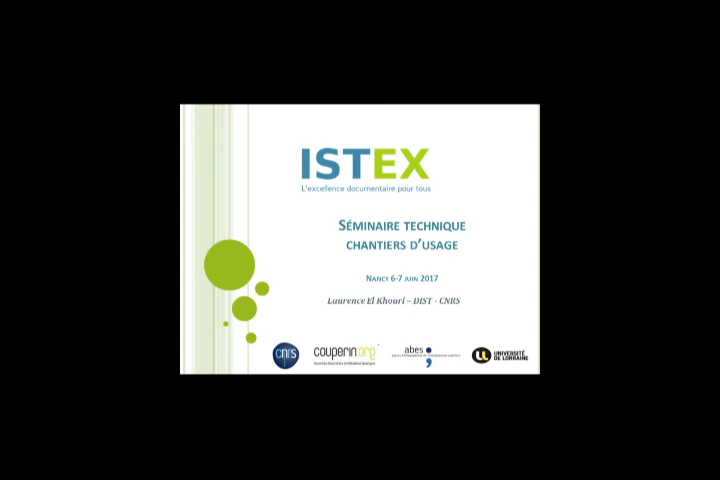 ISTEX
L'excellence documentaire pour tous
SÉMINAIRE TECHNIQUE
CHANTIERS D'USAGE
NANCY 6-7 JUIN 2017
Laurence El Khouri – DIST - CNRS
cnrs
couperin.org
abes
UNIVERSITÉ
DE LORRAINE